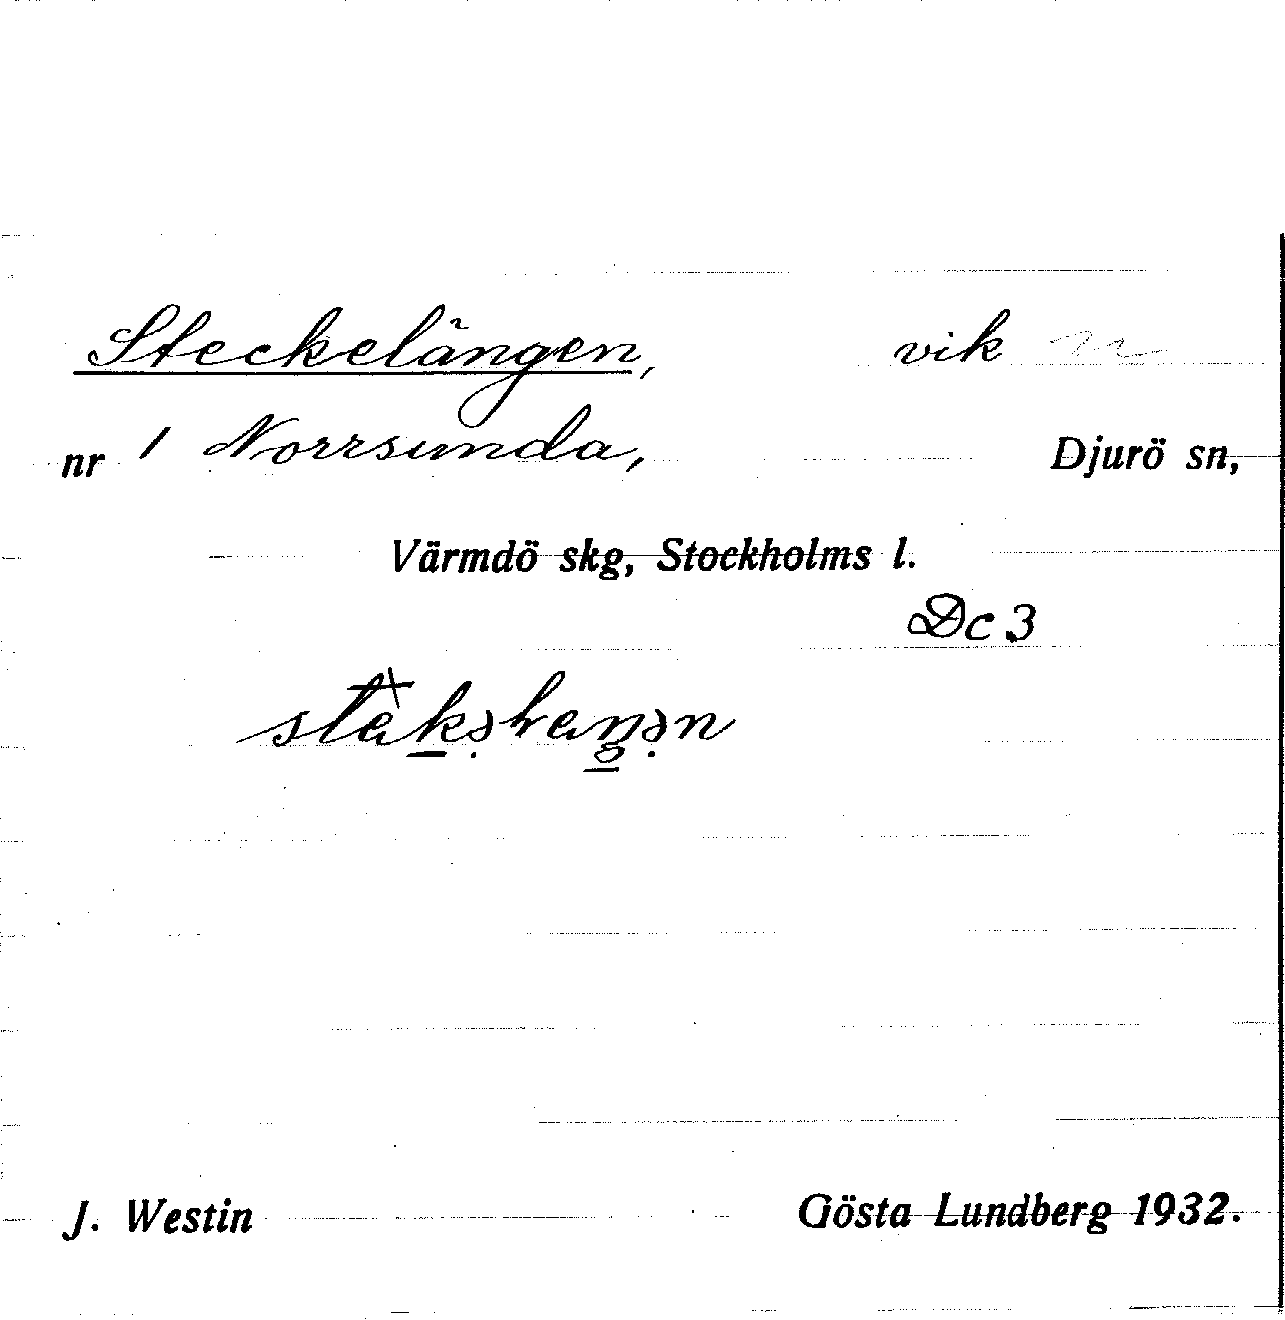 Steckelången, vik
nr 1 Norrsunda, Djurö sn,
Värmdö skg, Stockholms l.
Dc 3
J. Westin Gösta Lundberg 1932.